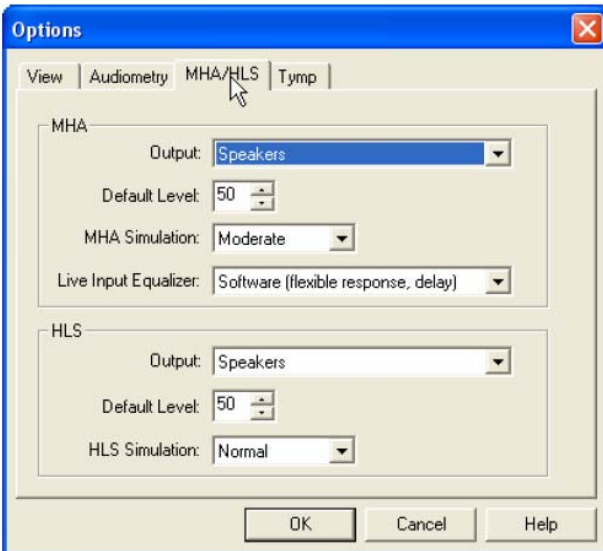 Options
View Audiometry MHA/HLS Tymp
MHA
Output: Speakers
Default Level: 50
MHA Simulation: Moderate
Live Input Equalizer: Software (flexible response, delay)
HLS
Output: Speakers
Default Level: 50
HLS Simulation: Normal
OK Cancel Help